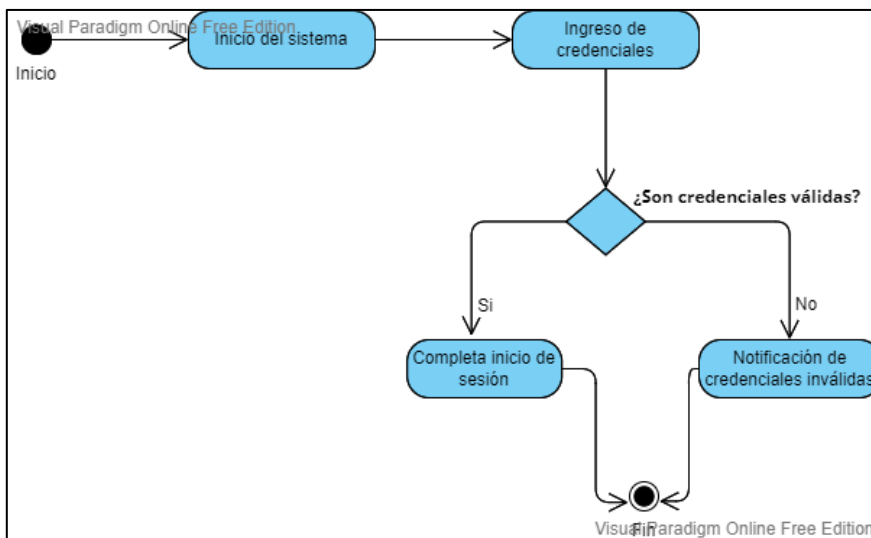 Visual Paradigm Online Free Edition
Inicio del sistema
Ingreso de
credenciales
Inicio
¿Son credenciales válidas?
Si
No
Completa inicio de
sesión
Notificación de
credenciales inválidas
Fin
Visual Paradigm Online Free Edition